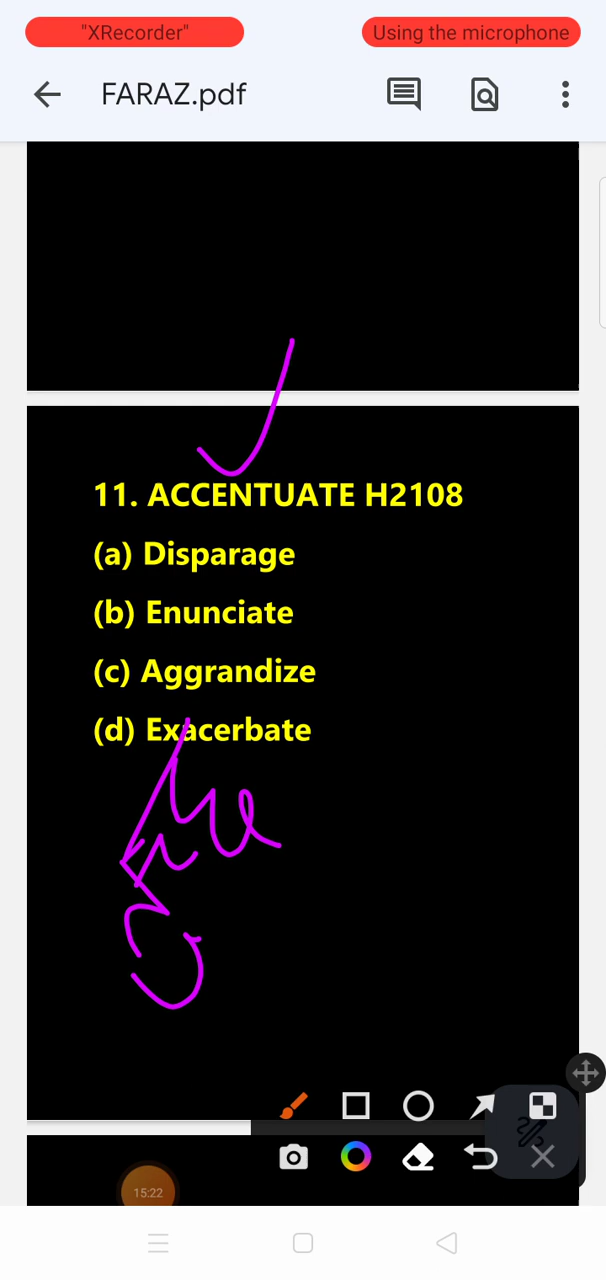 "XRecorder" Using the microphone
FARAZ.pdf
11. ACCENTUATE H2108
(a) Disparage
(b) Enunciate
(c) Aggrandize
(d) Exacerbate
15:22